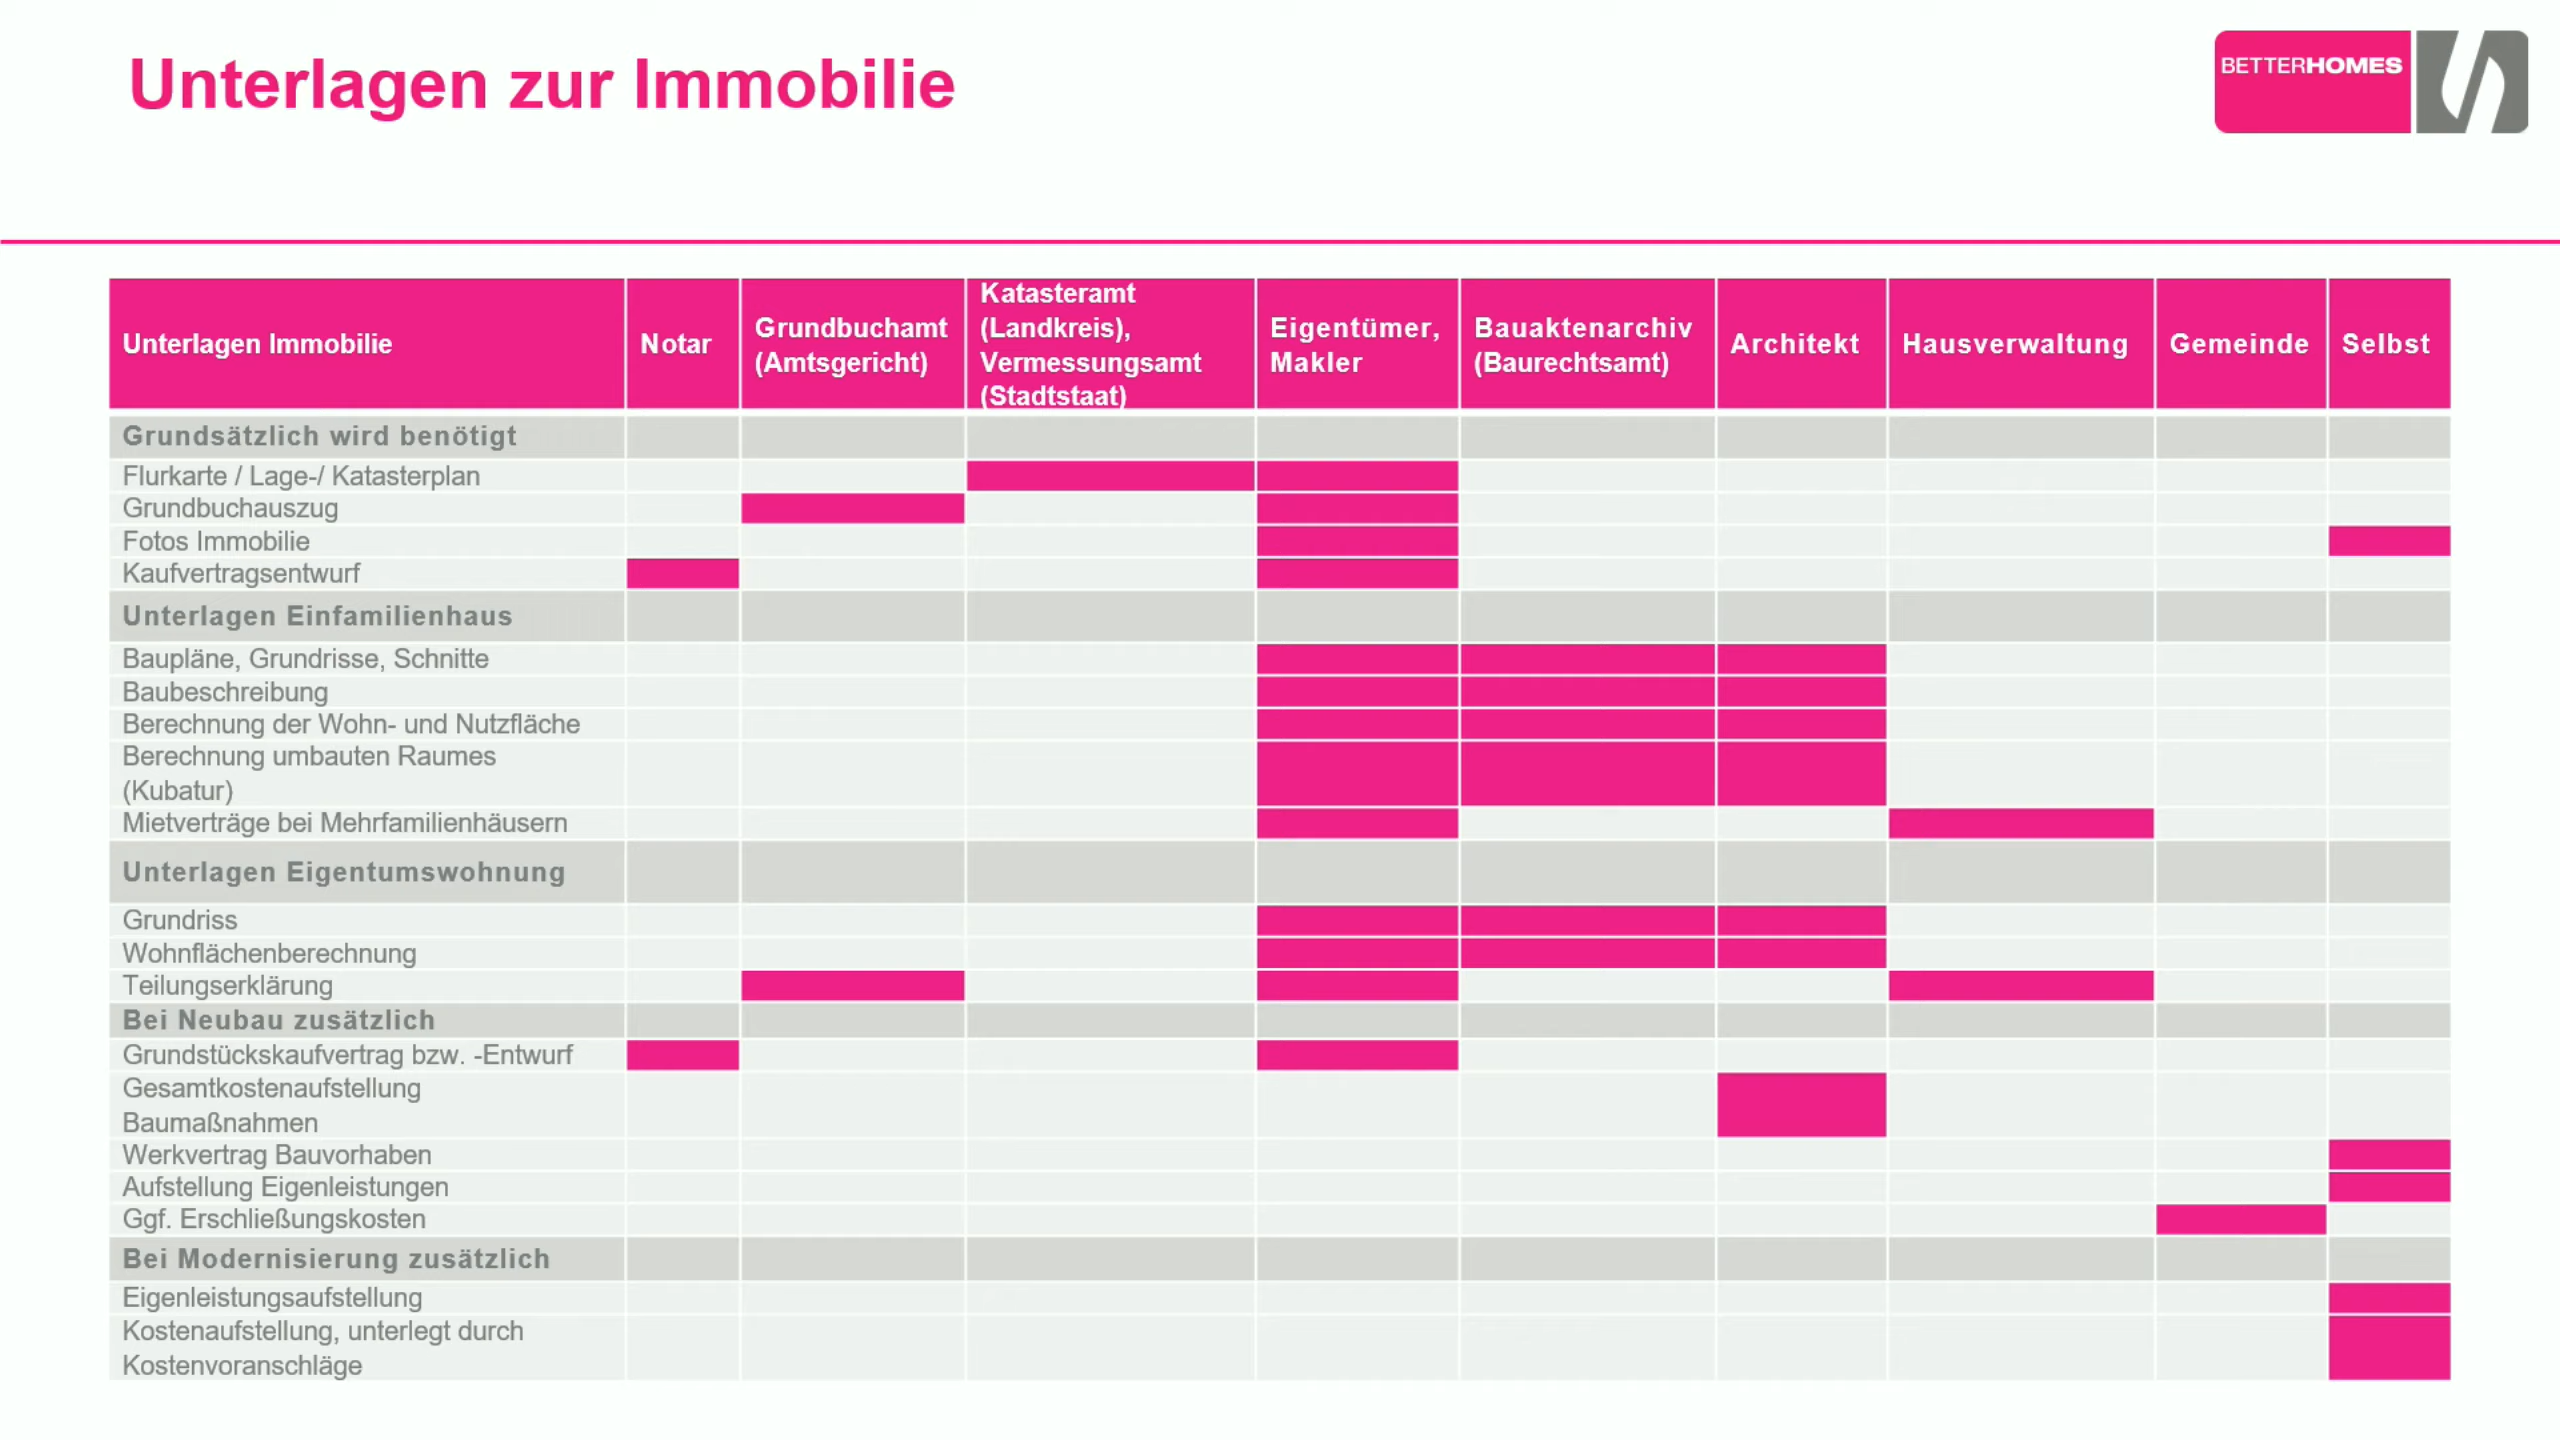 Unterlagen zur Immobilie
BETTERHOMES
Unterlagen Immobilie
Notar
Grundbuchamt
(Amtsgericht)
Katasteramt
(Landkreis),
Vermessungsamt
(Stadtstaat)
Eigentümer,
Makler
Bauaktenarchiv
(Baurechtsamt)
Architekt
Hausverwaltung
Gemeinde
Selbst
Grundsätzlich wird benötigt
Flurkarte / Lage-/ Katasterplan
Grundbuchauszug
Fotos Immobilie
Kaufvertragsentwurf
Unterlagen Einfamilienhaus
Baupläne, Grundrisse, Schnitte
Baubeschreibung
Berechnung der Wohn- und Nutzfläche
Berechnung umbauten Raumes
(Kubatur)
Mietverträge bei Mehrfamilienhäusern
Unterlagen Eigentumswohnung
Grundriss
Wohnflächenberechnung
Teilungserklärung
Bei Neubau zusätzlich
Grundstückskaufvertrag bzw. -Entwurf
Gesamtkostenaufstellung
Baumaßnahmen
Werkvertrag Bauvorhaben
Aufstellung Eigenleistungen
Ggf. Erschließungskosten
Bei Modernisierung zusätzlich
Eigenleistungsaufstellung
Kostenaufstellung, unterlegt durch
Kostenvoranschläge